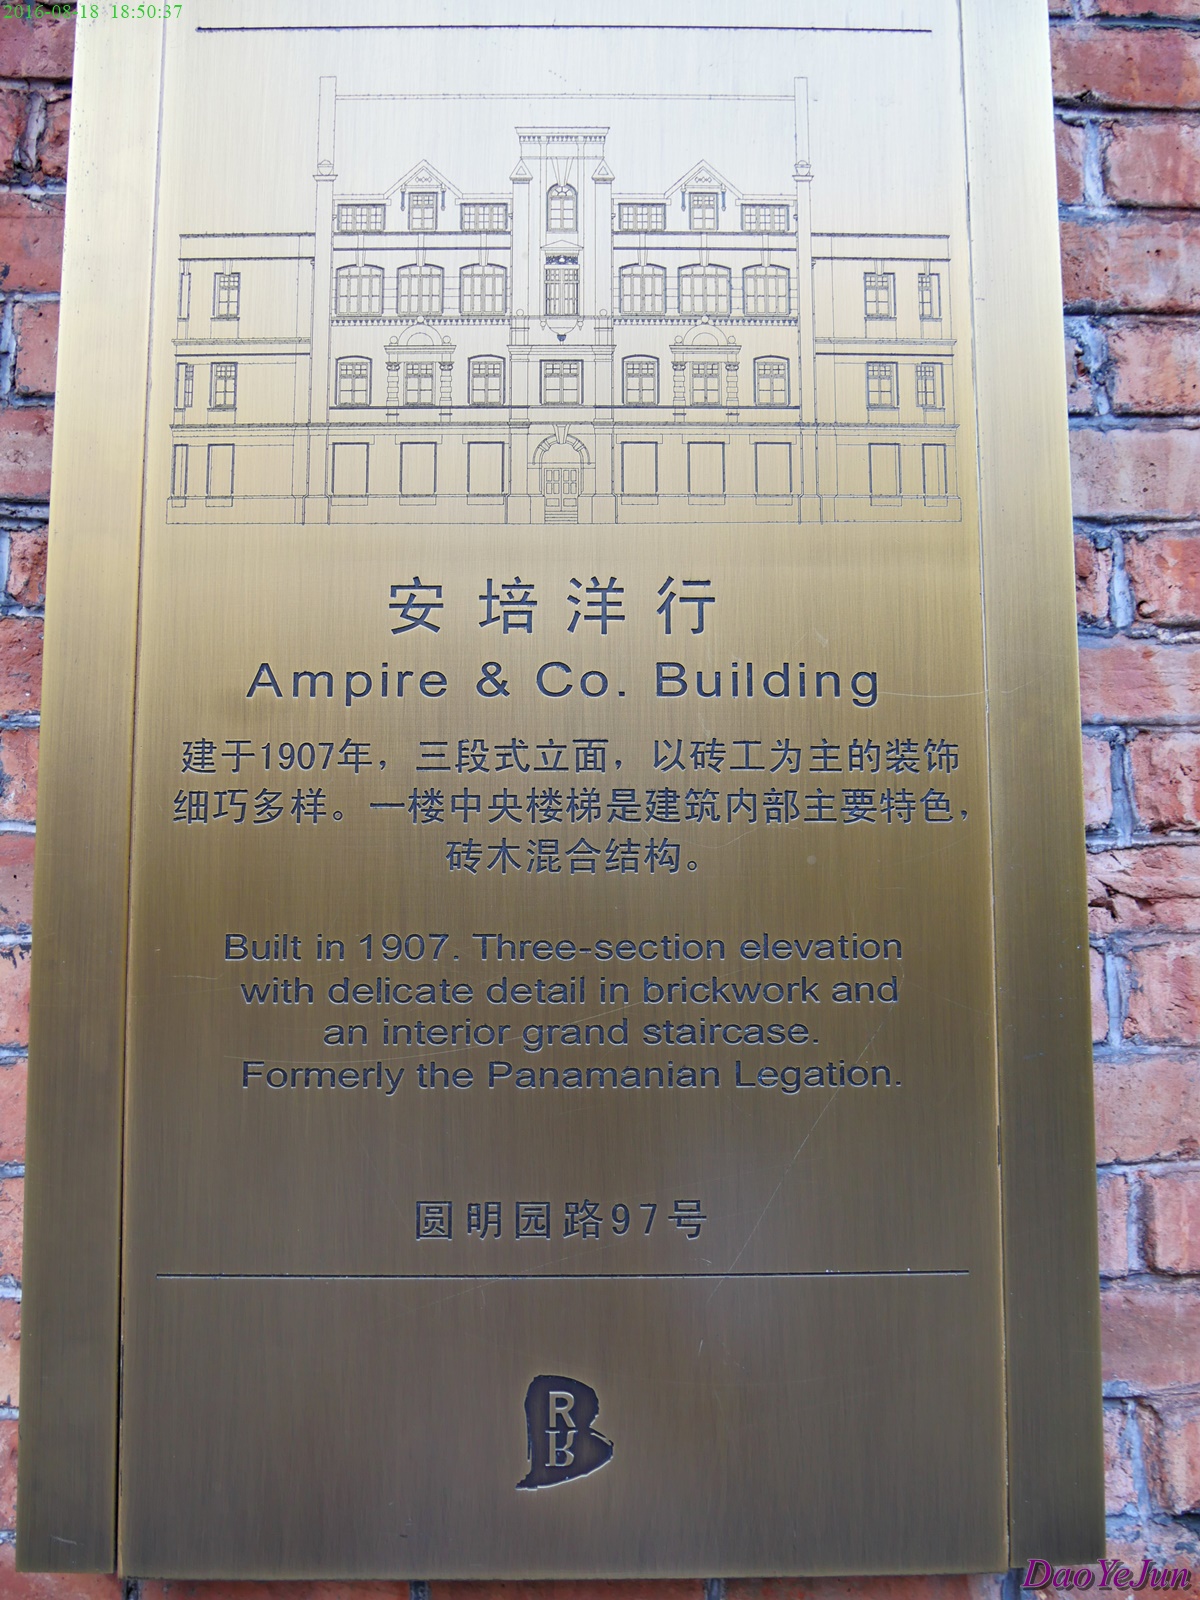 2016-08-18 18:50:37
安培洋行
Ampire & Co. Building
建于1907年，三段式立面，以砖工为主的装饰
细巧多样。一楼中央楼梯是建筑内部主要特色，
砖木混合结构。
Built in 1907. Three-section elevation
with delicate detail in brickwork and
an interior grand staircase.
Formerly the Panamanian Legation.
圆明园路97号
R
DaoYeJun